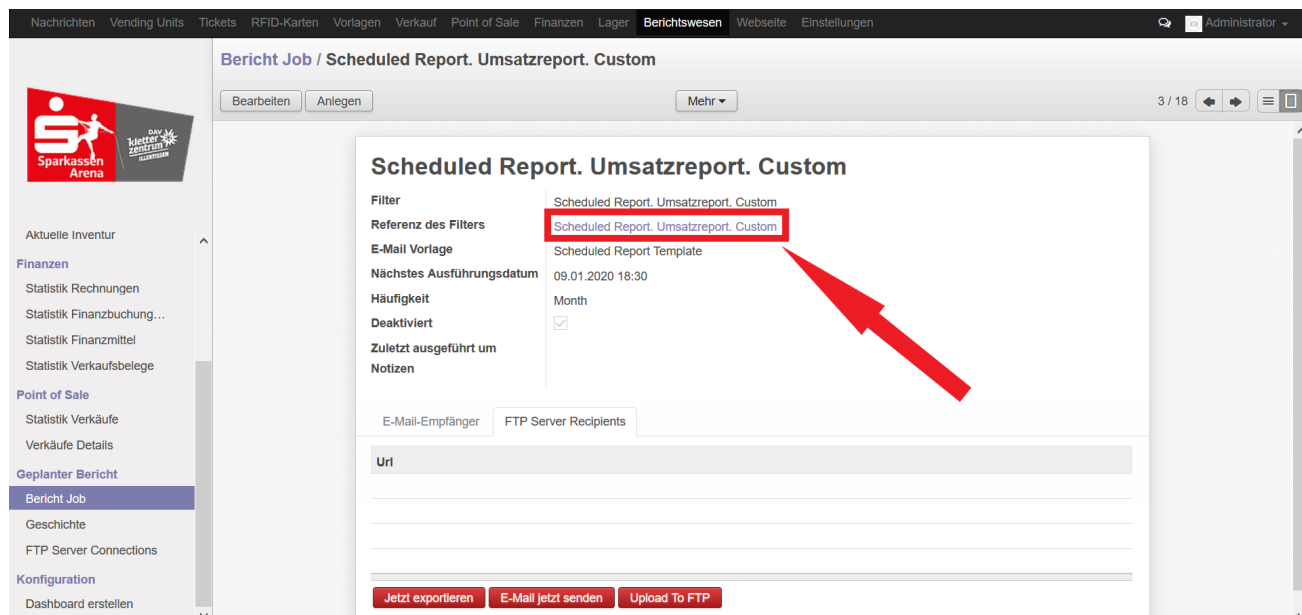 Nachrichten Vending Units Tickets RFID-Karten Vorlagen Verkauf Point of Sale Finanzen Lager Berichtswesen Webseite Einstellungen Administrator
Bericht Job / Scheduled Report. Umsatzreport. Custom
Bearbeiten Anlegen Mehr 3 / 18
Sparkassen
Arena
DAV
kletter
zentrum
ILLERTISSEN
Aktuelle Inventur
Finanzen
Statistik Rechnungen
Statistik Finanzbuchung…
Statistik Finanzmittel
Statistik Verkaufsbelege
Point of Sale
Statistik Verkäufe
Verkäufe Details
Geplanter Bericht
Bericht Job
Geschichte
FTP Server Connections
Konfiguration
Dashboard erstellen
Scheduled Report. Umsatzreport. Custom
Filter Scheduled Report. Umsatzreport. Custom
Referenz des Filters Scheduled Report. Umsatzreport. Custom
E-Mail Vorlage Scheduled Report Template
Nächstes Ausführungsdatum 09.01.2020 18:30
Häufigkeit Month
Deaktiviert
Zuletzt ausgeführt um
Notizen
E-Mail-Empfänger FTP Server Recipients
Url
Jetzt exportieren E-Mail jetzt senden Upload To FTP